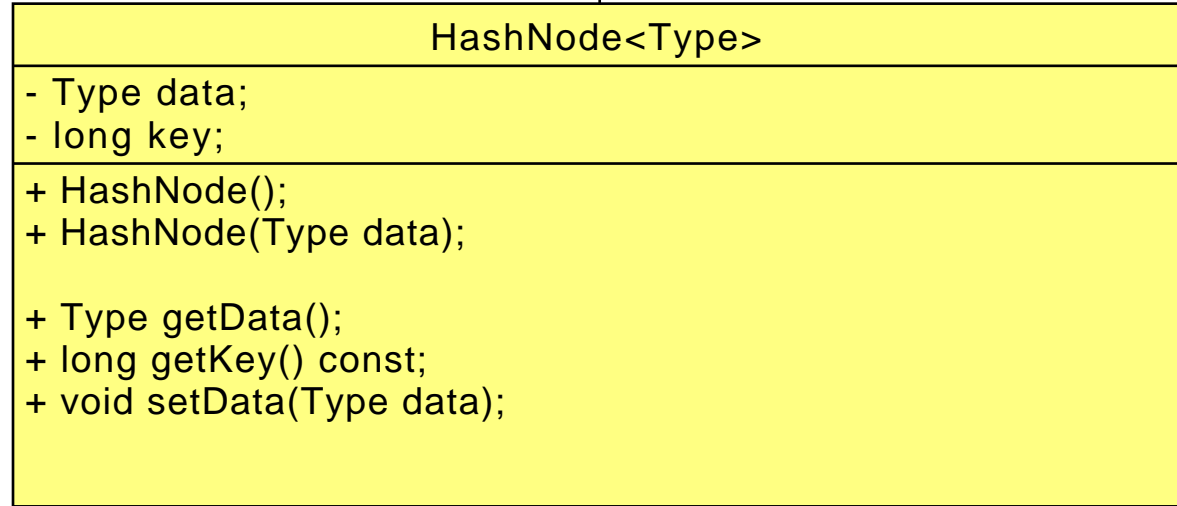 HashNode<Type>
- Type data;
- long key;
+ HashNode();
+ HashNode(Type data);
+ Type getData();
+ long getKey() const;
+ void setData(Type data);